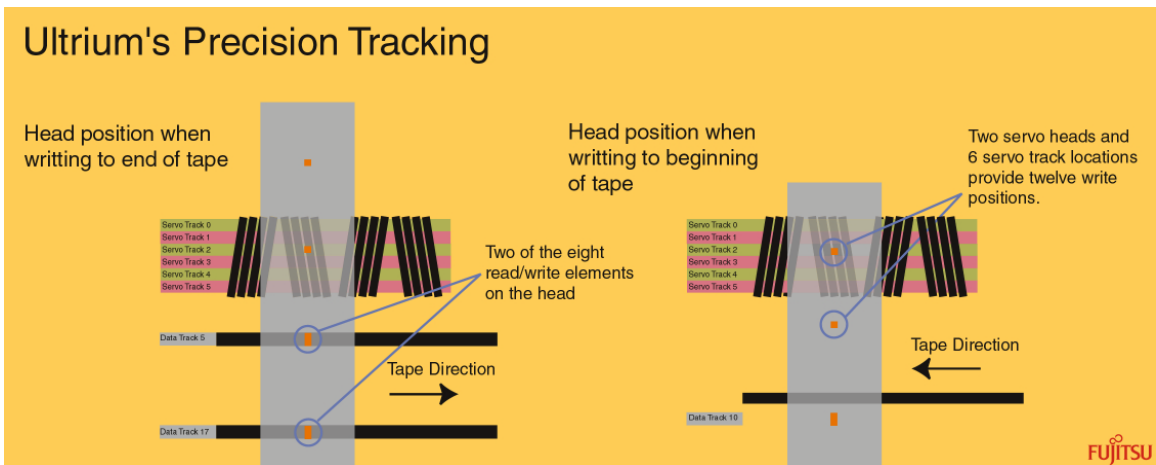 Ultrium's Precision Tracking
Head position when
writting to end of tape
Servo Track 0
Servo Track 1
Servo Track 2
Servo Track 3
Servo Track 4
Servo Track 5
Two of the eight
read/write elements
on the head
Data Track 5
Tape Direction
Data Track 17
Head position when
writting to beginning
of tape
Two servo heads and
6 servo track locations
provide twelve write
positions.
Servo Track 0
Servo Track 1
Servo Track 2
Servo Track 3
Servo Track 4
Servo Track 5
Tape Direction
Data Track 10
FUJITSU